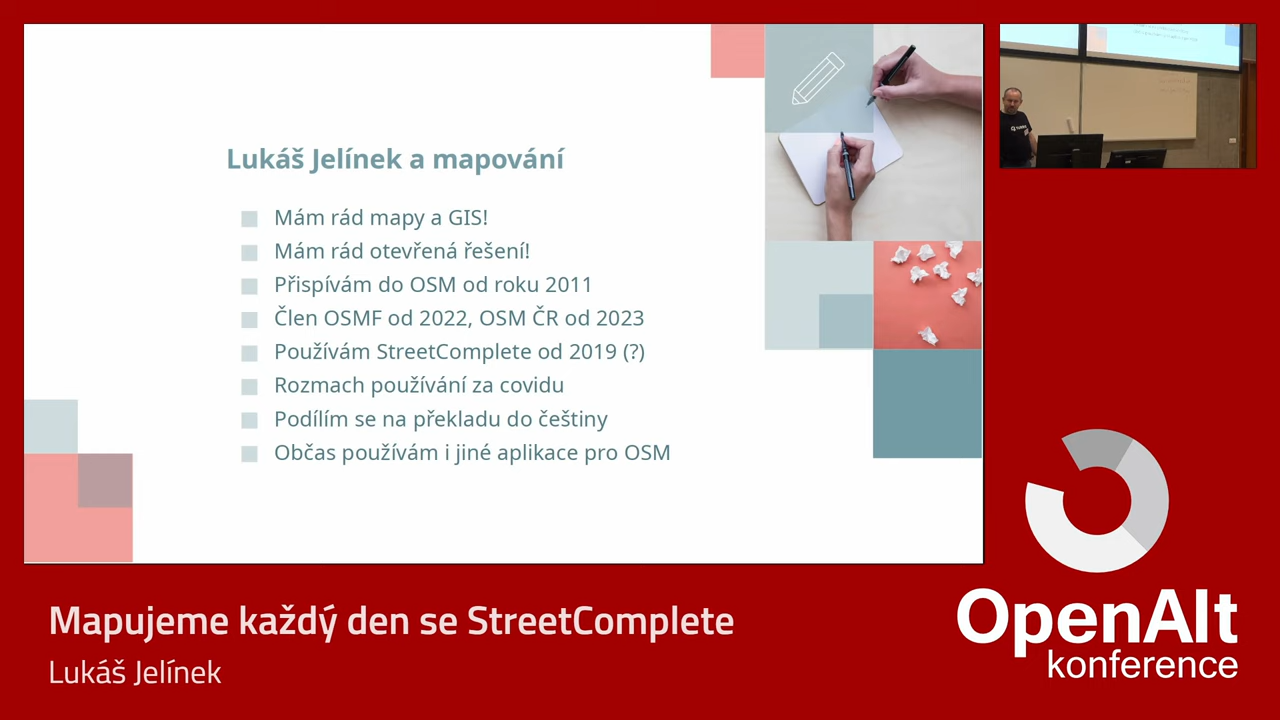 Lukáš Jelínek a mapování
Mám rád mapy a GIS!
Mám rád otevřená řešení!
Přispívám do OSM od roku 2011
Člen OSMF od 2022, OSM ČR od 2023
Používám StreetComplete od 2019 (?)
Rozmach používání za covidu
Podílím se na překladu do češtiny
Občas používám i jiné aplikace pro OSM
Mapujeme každý den se StreetComplete
Lukáš Jelínek
OpenAlt
konference